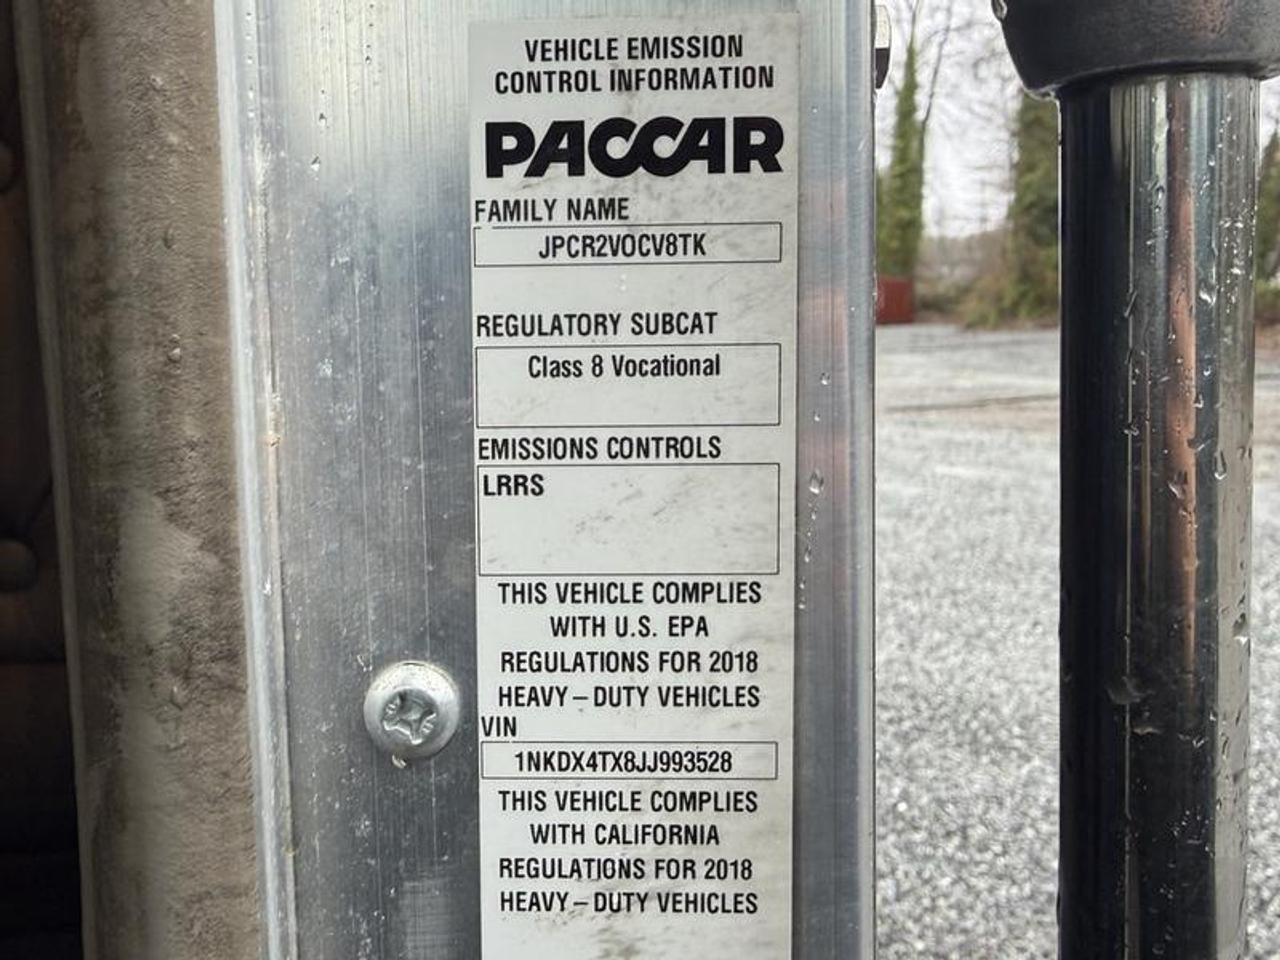 VEHICLE EMISSION
CONTROL INFORMATION
PACCAR
FAMILY NAME
JPCR2VOCV8TK
REGULATORY SUBCAT
Class 8 Vocational
EMISSIONS CONTROLS
LRRS
THIS VEHICLE COMPLIES
WITH U.S. EPA
REGULATIONS FOR 2018
HEAVY–DUTY VEHICLES
VIN
1NKDX4TX8JJ993528
THIS VEHICLE COMPLIES
WITH CALIFORNIA
REGULATIONS FOR 2018
HEAVY–DUTY VEHICLES